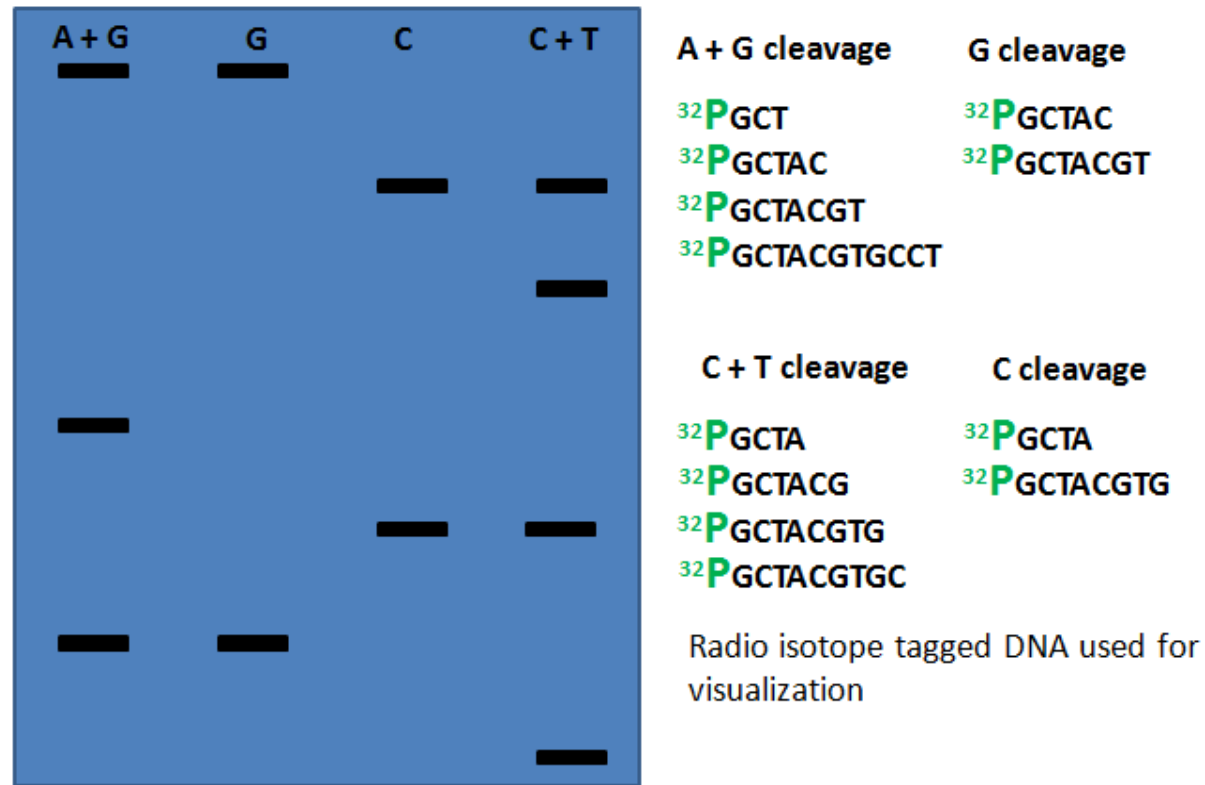 A + G G C C + T
A + G cleavage G cleavage
32PGCT 32PGCTAC
32PGCTAC 32PGCTACGT
32PGCTACGT
32PGCTACGTGCCT
C + T cleavage C cleavage
32PGCTA 32PGCTA
32PGCTACG 32PGCTACGTG
32PGCTACGTG
32PGCTACGTGC
Radio isotope tagged DNA used for
visualization